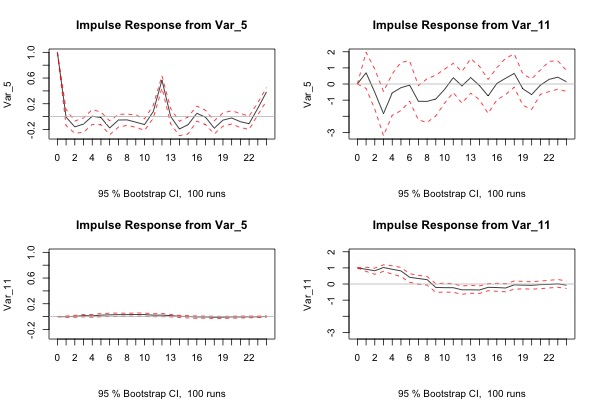 Impulse Response from Var_5
Var_5
-0.2 0.2 0.6 1.0
0 2 4 6 8 10 13 16 19 22
95 % Bootstrap CI, 100 runs
Impulse Response from Var_11
Var_5
-3 -1 0 1 2
0 2 4 6 8 10 13 16 19 22
95 % Bootstrap CI, 100 runs
Impulse Response from Var_5
Var_11
-0.2 0.2 0.6 1.0
0 2 4 6 8 10 13 16 19 22
95 % Bootstrap CI, 100 runs
Impulse Response from Var_11
Var_11
-3 -1 0 1 2
0 2 4 6 8 10 13 16 19 22
95 % Bootstrap CI, 100 runs